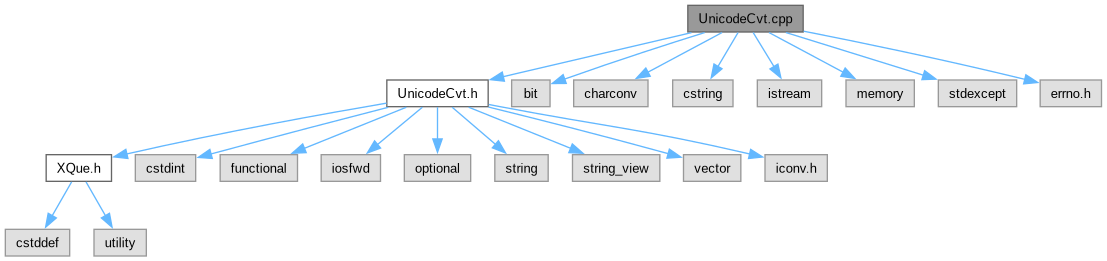 UnicodeCvt.cpp
UnicodeCvt.h
bit
charconv
cstring
istream
memory
stdexcept
errno.h
XQue.h
cstdint
functional
iosfwd
optional
string
string_view
vector
iconv.h
cstddef
utility